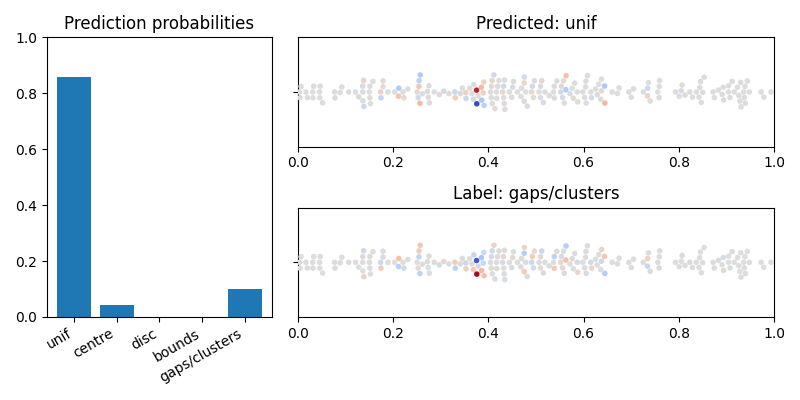 Prediction probabilities
1.0
0.8
0.6
0.4
0.2
0.0
unif
centre
disc
bounds
gaps/clusters
Predicted: unif
0.0 0.2 0.4 0.6 0.8 1.0
Label: gaps/clusters
0.0 0.2 0.4 0.6 0.8 1.0